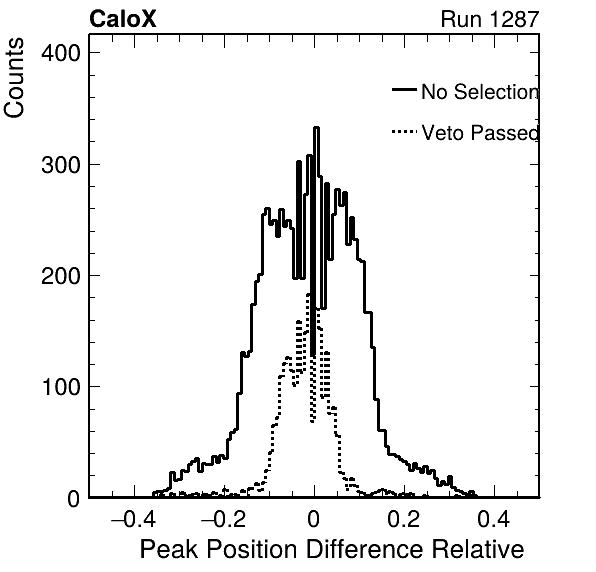 CaloX Run 1287
Counts
400
300
200
100
0
No Selection
Veto Passed
−0.4 −0.2 0 0.2 0.4
Peak Position Difference Relative